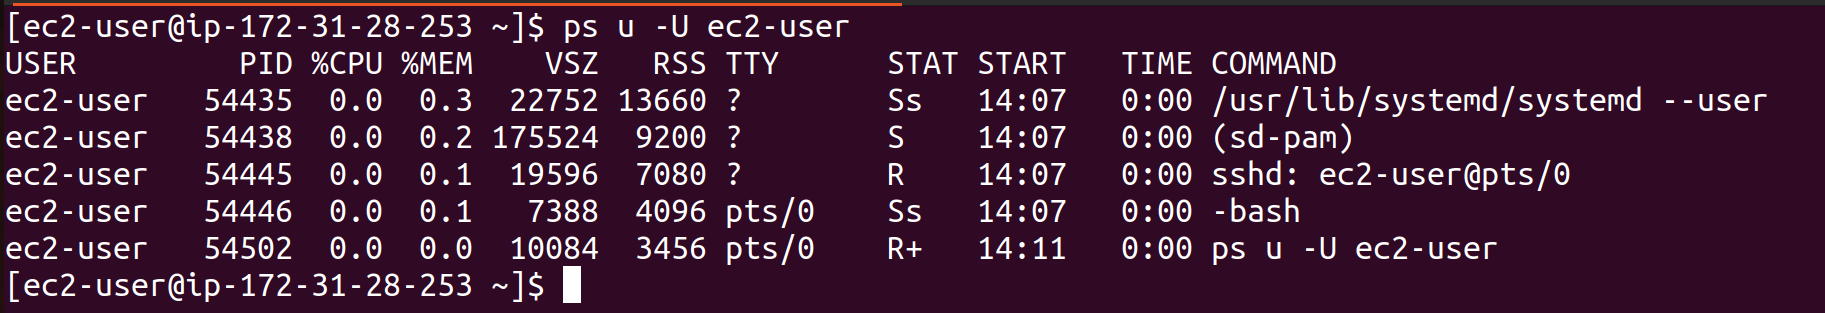 [ec2-user@ip-172-31-28-253 ~]$ ps u -U ec2-user
USER         PID %CPU %MEM    VSZ   RSS TTY      STAT START   TIME COMMAND
ec2-user   54435  0.0  0.3  22752 13660 ?        Ss   14:07   0:00 /usr/lib/systemd/systemd --user
ec2-user   54438  0.0  0.2 175524  9200 ?        S    14:07   0:00 (sd-pam)
ec2-user   54445  0.0  0.1  19596  7080 ?        R    14:07   0:00 sshd: ec2-user@pts/0
ec2-user   54446  0.0  0.1   7388  4096 pts/0    Ss   14:07   0:00 -bash
ec2-user   54502  0.0  0.0  10084  3456 pts/0    R+   14:11   0:00 ps u -U ec2-user
[ec2-user@ip-172-31-28-253 ~]$